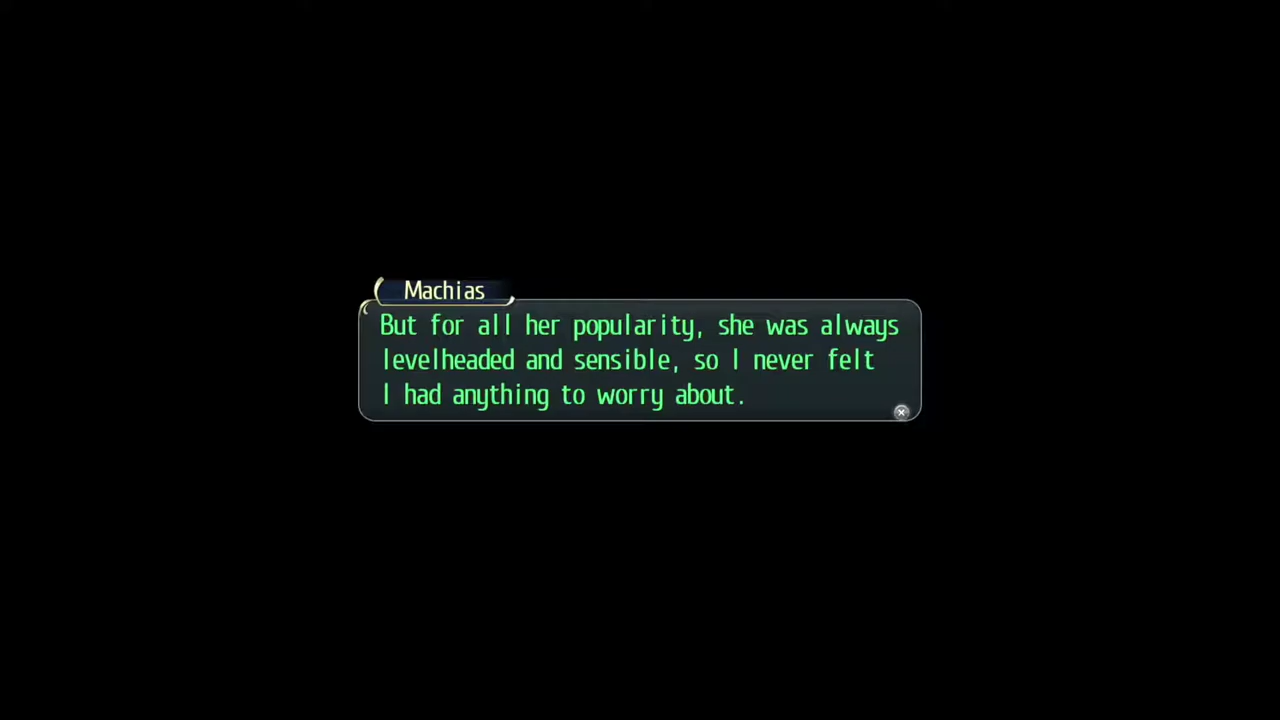 Machias
But for all her popularity, she was always
levelheaded and sensible, so I never felt
I had anything to worry about.